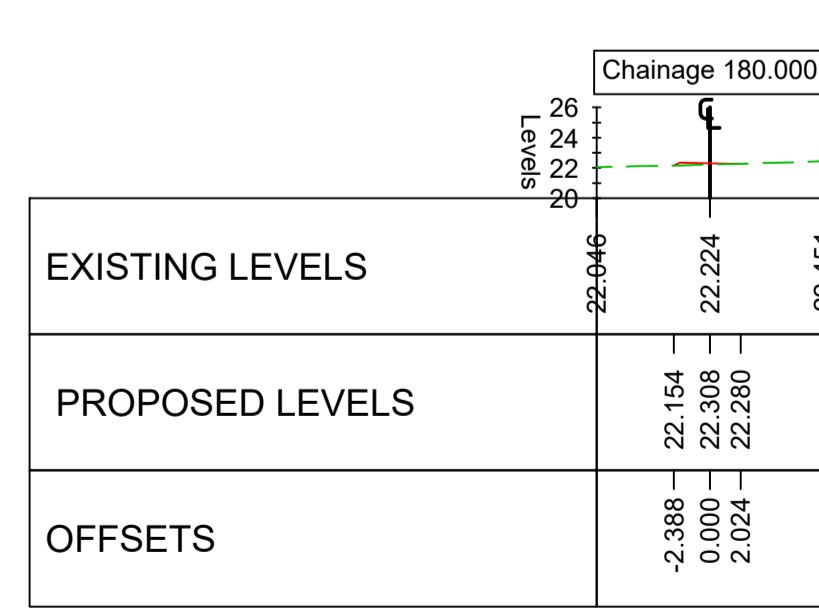 Chainage 180.000
℄
Levels
26
24
22
20
EXISTING LEVELS
22.046
22.224
PROPOSED LEVELS
22.154
22.308
22.280
OFFSETS
-2.388
0.000
2.024